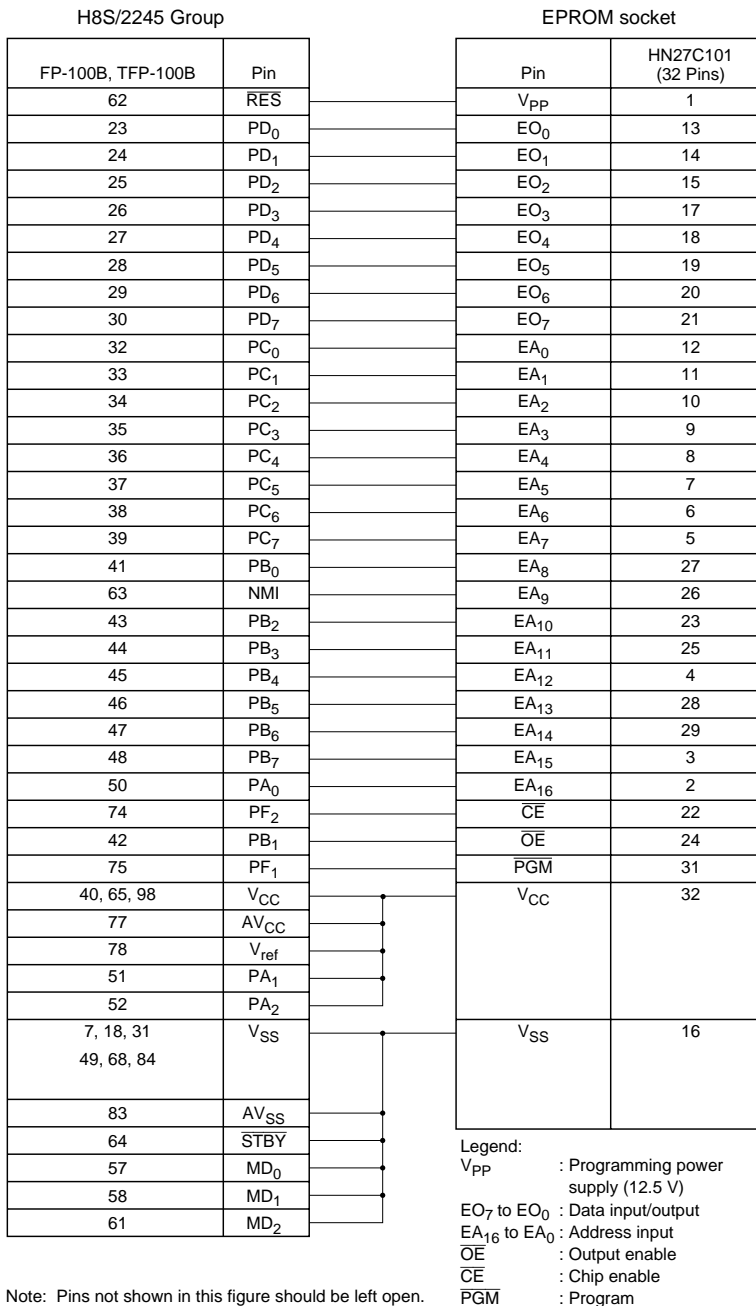 H8S/2245 Group EPROM socket
FP-100B, TFP-100B Pin Pin HN27C101 (32 Pins)
62 RES VPP 1
23 PD0 EO0 13
24 PD1 EO1 14
25 PD2 EO2 15
26 PD3 EO3 17
27 PD4 EO4 18
28 PD5 EO5 19
29 PD6 EO6 20
30 PD7 EO7 21
32 PC0 EA0 12
33 PC1 EA1 11
34 PC2 EA2 10
35 PC3 EA3 9
36 PC4 EA4 8
37 PC5 EA5 7
38 PC6 EA6 6
39 PC7 EA7 5
41 PB0 EA8 27
63 NMI EA9 26
43 PB2 EA10 23
44 PB3 EA11 25
45 PB4 EA12 4
46 PB5 EA13 28
47 PB6 EA14 29
48 PB7 EA15 3
50 PA0 EA16 2
74 PF2 CE 22
42 PB1 OE 24
75 PF1 PGM 31
40, 65, 98 VCC VCC 32
77 AVCC
78 Vref
51 PA1
52 PA2
7, 18, 31 VSS VSS 16
49, 68, 84
83 AVSS
64 STBY
57 MD0
58 MD1
61 MD2
Legend:
VPP : Programming power
supply (12.5 V)
EO7 to EO0 : Data input/output
EA16 to EA0 : Address input
OE : Output enable
CE : Chip enable
PGM : Program
Note: Pins not shown in this figure should be left open.